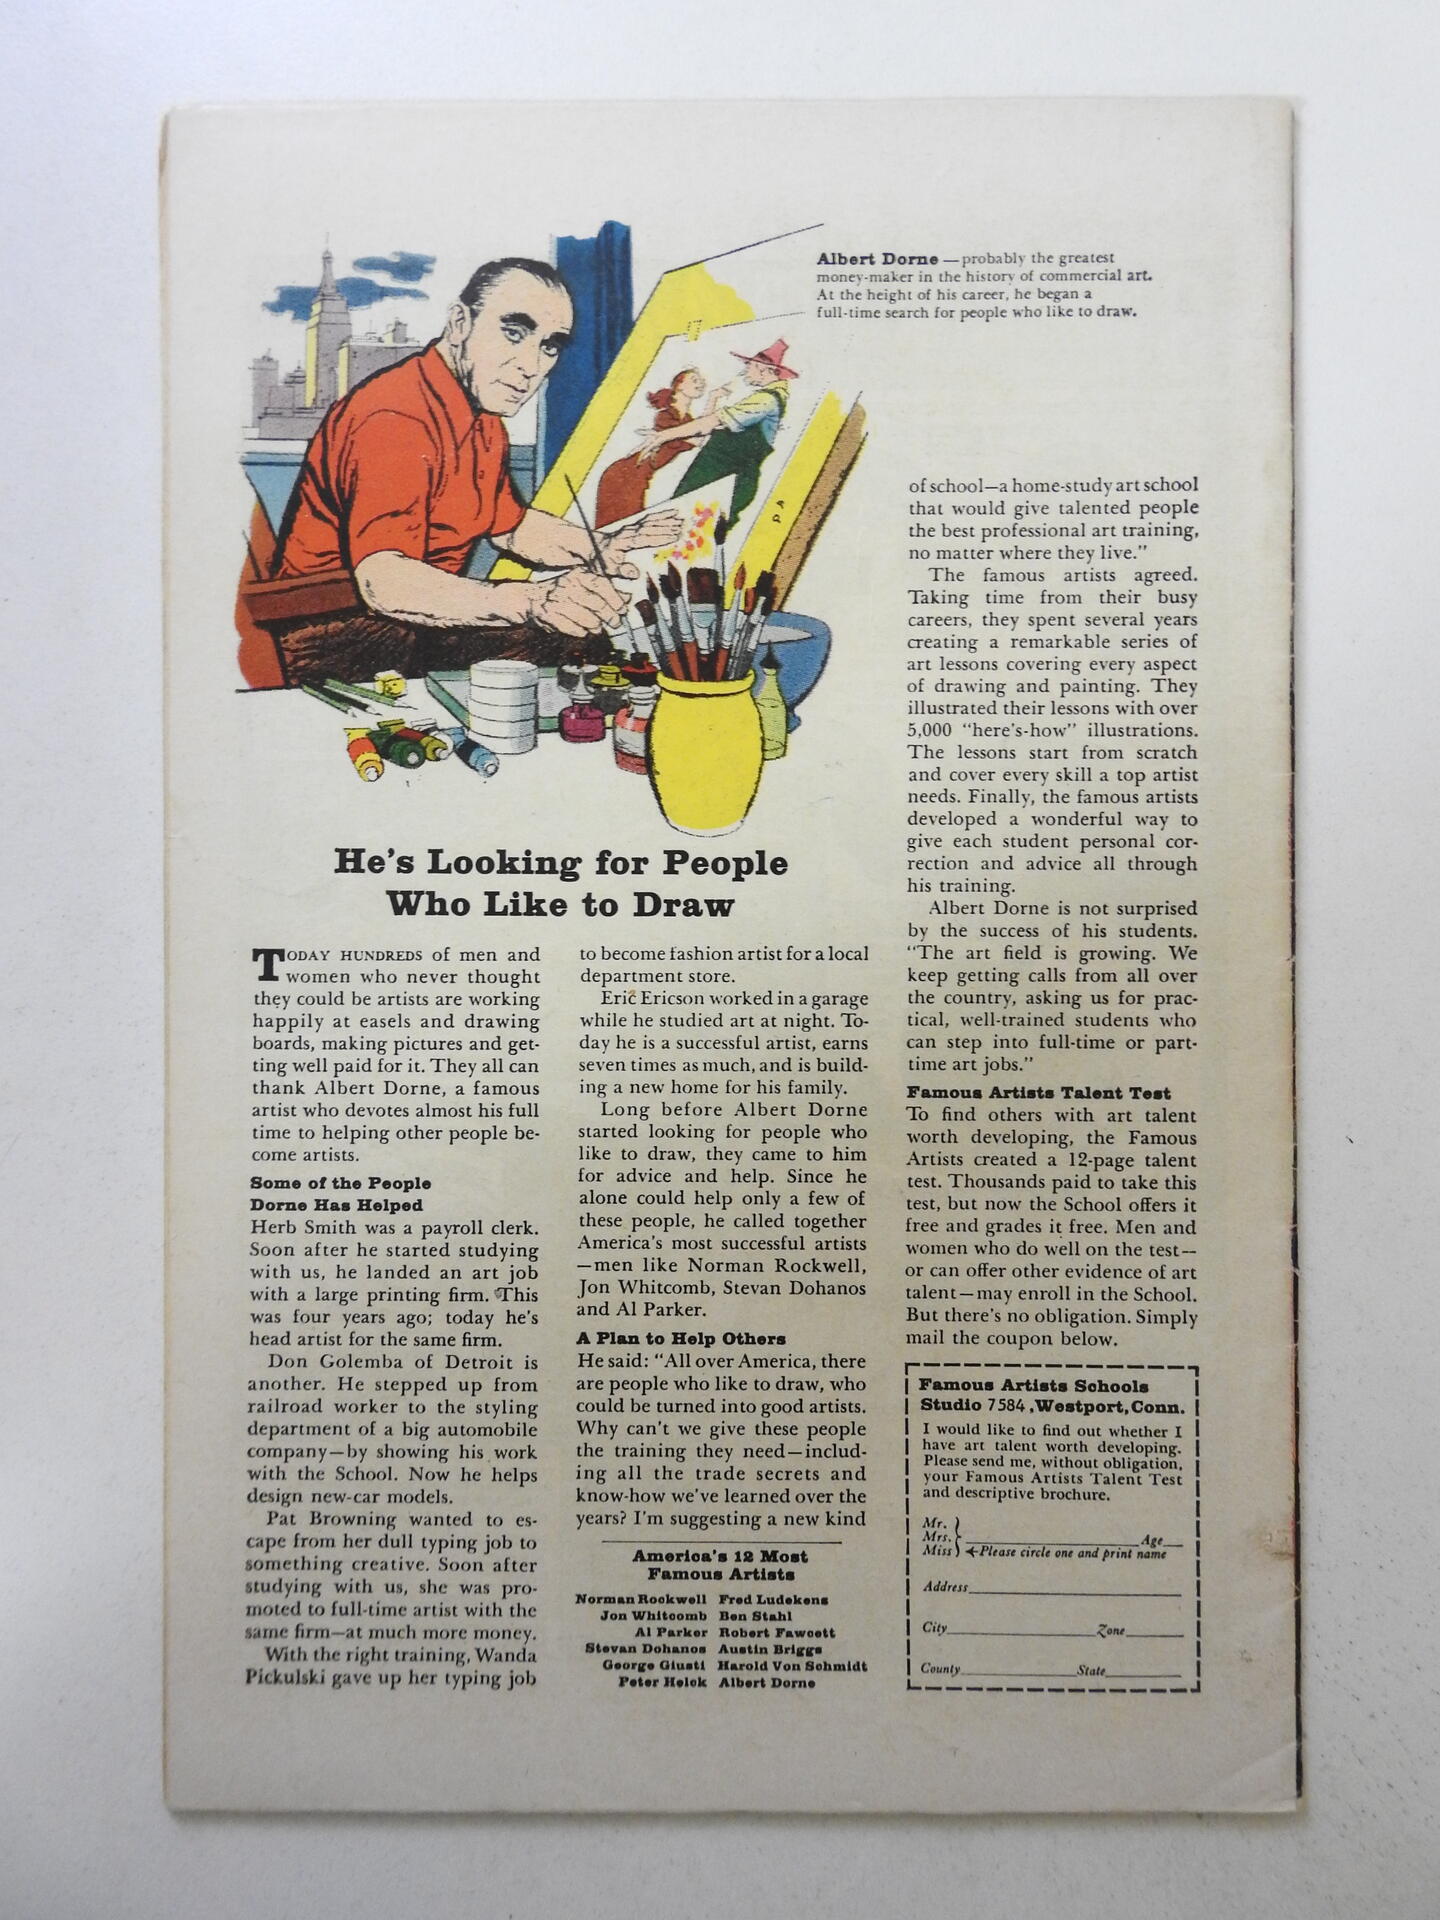 Albert Dorne — probably the greatest
money-maker in the history of commercial art.
At the height of his career, he began a
full-time search for people who like to draw.
He's Looking for People
Who Like to Draw
TODAY HUNDREDS of men and
women who never thought
they could be artists are working
happily at easels and drawing
boards, making pictures and get-
ting well paid for it. They all can
thank Albert Dorne, a famous
artist who devotes almost his full
time to helping other people be-
come artists.
Some of the People
Dorne Has Helped
Herb Smith was a payroll clerk.
Soon after he started studying
with us, he landed an art job
with a large printing firm. This
was four years ago; today he's
head artist for the same firm.
Don Golemba of Detroit is
another. He stepped up from
railroad worker to the styling
department of a big automobile
company—by showing his work
with the School. Now he helps
design new-car models.
Pat Browning wanted to es-
cape from her dull typing job to
something creative. Soon after
studying with us, she was pro-
moted to full-time artist with the
same firm—at much more money.
With the right training, Wanda
Pickulski gave up her typing job
to become fashion artist for a local
department store.
Eric Ericson worked in a garage
while he studied art at night. To-
day he is a successful artist, earns
seven times as much, and is build-
ing a new home for his family.
Long before Albert Dorne
started looking for people who
like to draw, they came to him
for advice and help. Since he
alone could help only a few of
these people, he called together
America's most successful artists
—men like Norman Rockwell,
Jon Whitcomb, Stevan Dohanos
and Al Parker.
A Plan to Help Others
He said: "All over America, there
are people who like to draw, who
could be turned into good artists.
Why can't we give these people
the training they need—includ-
ing all the trade secrets and
know-how we've learned over the
years? I'm suggesting a new kind
America's 12 Most
Famous Artists
Norman Rockwell Fred Ludekens
Jon Whitcomb Ben Stahl
Al Parker Robert Fawcett
Stevan Dohanos Austin Briggs
George Giusti Harold Von Schmidt
Peter Helck Albert Dorne
of school—a home-study art school
that would give talented people
the best professional art training,
no matter where they live."
The famous artists agreed.
Taking time from their busy
careers, they spent several years
creating a remarkable series of
art lessons covering every aspect
of drawing and painting. They
illustrated their lessons with over
5,000 "here's-how" illustrations.
The lessons start from scratch
and cover every skill a top artist
needs. Finally, the famous artists
developed a wonderful way to
give each student personal cor-
rection and advice all through
his training.
Albert Dorne is not surprised
by the success of his students.
"The art field is growing. We
keep getting calls from all over
the country, asking us for prac-
tical, well-trained students who
can step into full-time or part-
time art jobs."
Famous Artists Talent Test
To find others with art talent
worth developing, the Famous
Artists created a 12-page talent
test. Thousands paid to take this
test, but now the School offers it
free and grades it free. Men and
women who do well on the test—
or can offer other evidence of art
talent—may enroll in the School.
But there's no obligation. Simply
mail the coupon below.
Famous Artists Schools
Studio 7584, Westport, Conn.
I would like to find out whether I
have art talent worth developing.
Please send me, without obligation,
your Famous Artists Talent Test
and descriptive brochure.
Mr.
Mrs. Age
Miss Please circle one and print name
Address
City Zone
County State